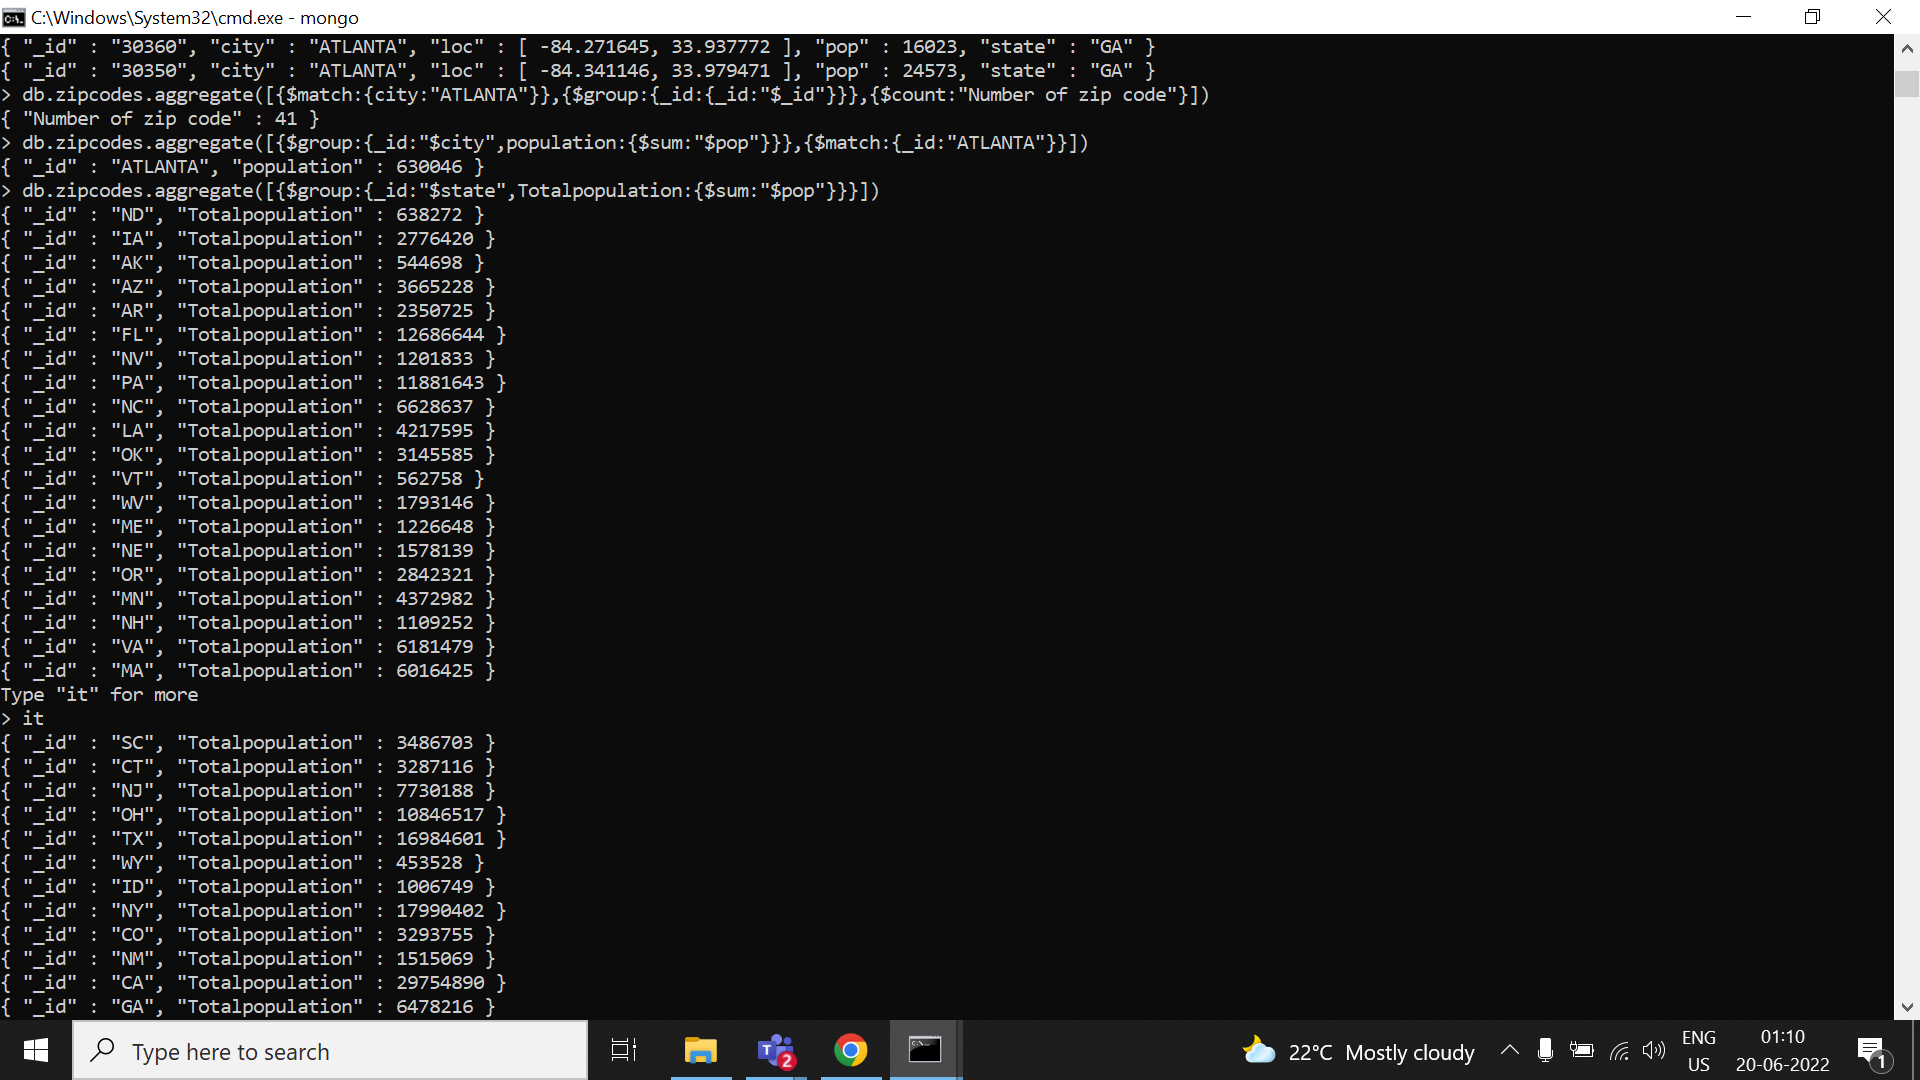 C:\Windows\System32\cmd.exe - mongo
{ "_id" : "30360", "city" : "ATLANTA", "loc" : [ -84.271645, 33.937772 ], "pop" : 16023, "state" : "GA" }
{ "_id" : "30350", "city" : "ATLANTA", "loc" : [ -84.341146, 33.979471 ], "pop" : 24573, "state" : "GA" }
> db.zipcodes.aggregate([{$match:{city:"ATLANTA"}},{$group:{_id:{_id:"$_id"}}},{$count:"Number of zip code"}])
{ "Number of zip code" : 41 }
> db.zipcodes.aggregate([{$group:{_id:"$city",population:{$sum:"$pop"}}},{$match:{_id:"ATLANTA"}}])
{ "_id" : "ATLANTA", "population" : 630046 }
> db.zipcodes.aggregate([{$group:{_id:"$state",Totalpopulation:{$sum:"$pop"}}}])
{ "_id" : "ND", "Totalpopulation" : 638272 }
{ "_id" : "IA", "Totalpopulation" : 2776420 }
{ "_id" : "AK", "Totalpopulation" : 544698 }
{ "_id" : "AZ", "Totalpopulation" : 3665228 }
{ "_id" : "AR", "Totalpopulation" : 2350725 }
{ "_id" : "FL", "Totalpopulation" : 12686644 }
{ "_id" : "NV", "Totalpopulation" : 1201833 }
{ "_id" : "PA", "Totalpopulation" : 11881643 }
{ "_id" : "NC", "Totalpopulation" : 6628637 }
{ "_id" : "LA", "Totalpopulation" : 4217595 }
{ "_id" : "OK", "Totalpopulation" : 3145585 }
{ "_id" : "VT", "Totalpopulation" : 562758 }
{ "_id" : "WV", "Totalpopulation" : 1793146 }
{ "_id" : "ME", "Totalpopulation" : 1226648 }
{ "_id" : "NE", "Totalpopulation" : 1578139 }
{ "_id" : "OR", "Totalpopulation" : 2842321 }
{ "_id" : "MN", "Totalpopulation" : 4372982 }
{ "_id" : "NH", "Totalpopulation" : 1109252 }
{ "_id" : "VA", "Totalpopulation" : 6181479 }
{ "_id" : "MA", "Totalpopulation" : 6016425 }
Type "it" for more
> it
{ "_id" : "SC", "Totalpopulation" : 3486703 }
{ "_id" : "CT", "Totalpopulation" : 3287116 }
{ "_id" : "NJ", "Totalpopulation" : 7730188 }
{ "_id" : "OH", "Totalpopulation" : 10846517 }
{ "_id" : "TX", "Totalpopulation" : 16984601 }
{ "_id" : "WY", "Totalpopulation" : 453528 }
{ "_id" : "ID", "Totalpopulation" : 1006749 }
{ "_id" : "NY", "Totalpopulation" : 17990402 }
{ "_id" : "CO", "Totalpopulation" : 3293755 }
{ "_id" : "NM", "Totalpopulation" : 1515069 }
{ "_id" : "CA", "Totalpopulation" : 29754890 }
{ "_id" : "GA", "Totalpopulation" : 6478216 }
Type here to search
T 2
22°C Mostly cloudy
ENG
US
01:10
20-06-2022
1